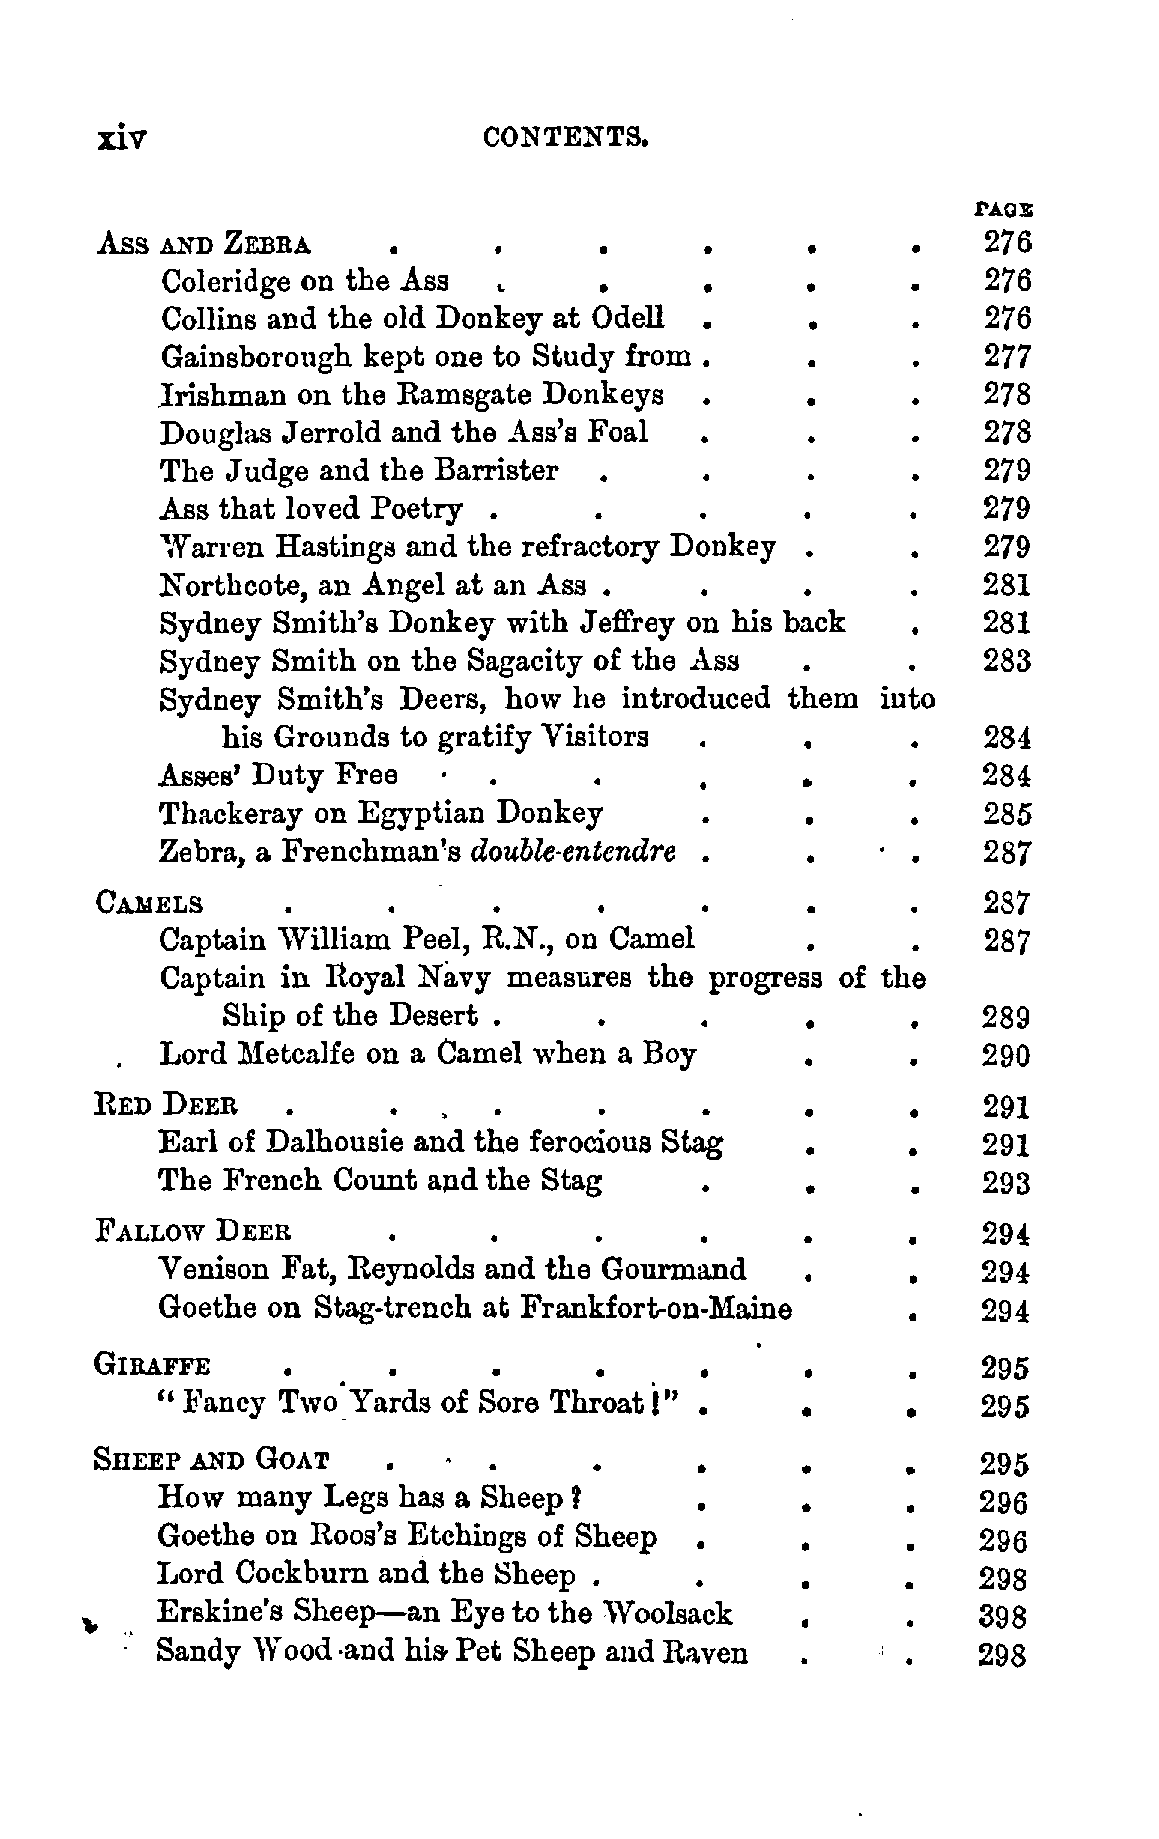 xiv CONTENTS.
PAGE
ASS AND ZEBRA . . . . . . 276
Coleridge on the Ass . . . . . 276
Collins and the old Donkey at Odell . . . 276
Gainsborough kept one to Study from . . . 277
Irishman on the Ramsgate Donkeys . . . 278
Douglas Jerrold and the Ass's Foal . . . 278
The Judge and the Barrister . . . . 279
Ass that loved Poetry . . . . . 279
Warren Hastings and the refractory Donkey . . 279
Northcote, an Angel at an Ass . . . . 281
Sydney Smith's Donkey with Jeffrey on his back . 281
Sydney Smith on the Sagacity of the Ass . . 283
Sydney Smith's Deers, how he introduced them into
his Grounds to gratify Visitors . . . 284
Asses' Duty Free . . . . . 284
Thackeray on Egyptian Donkey . . . 285
Zebra, a Frenchman's double-entendre . . . 287
CAMELS . . . . . . . 287
Captain William Peel, R.N., on Camel . . 287
Captain in Royal Navy measures the progress of the
Ship of the Desert . . . . . 289
Lord Metcalfe on a Camel when a Boy . . 290
RED DEER . . . . . . . 291
Earl of Dalhousie and the ferocious Stag . . 291
The French Count and the Stag . . . 293
FALLOW DEER . . . . . . 294
Venison Fat, Reynolds and the Gourmand . . 294
Goethe on Stag-trench at Frankfort-on-Maine . 294
GIRAFFE . . . . . . . 295
"Fancy Two Yards of Sore Throat!" . . . 295
SHEEP AND GOAT . . . . . . 295
How many Legs has a Sheep? . . . 296
Goethe on Roos's Etchings of Sheep . . . 296
Lord Cockburn and the Sheep . . . . 298
Erskine's Sheep—an Eye to the Woolsack . . 398
Sandy Wood and his Pet Sheep and Raven . . 298